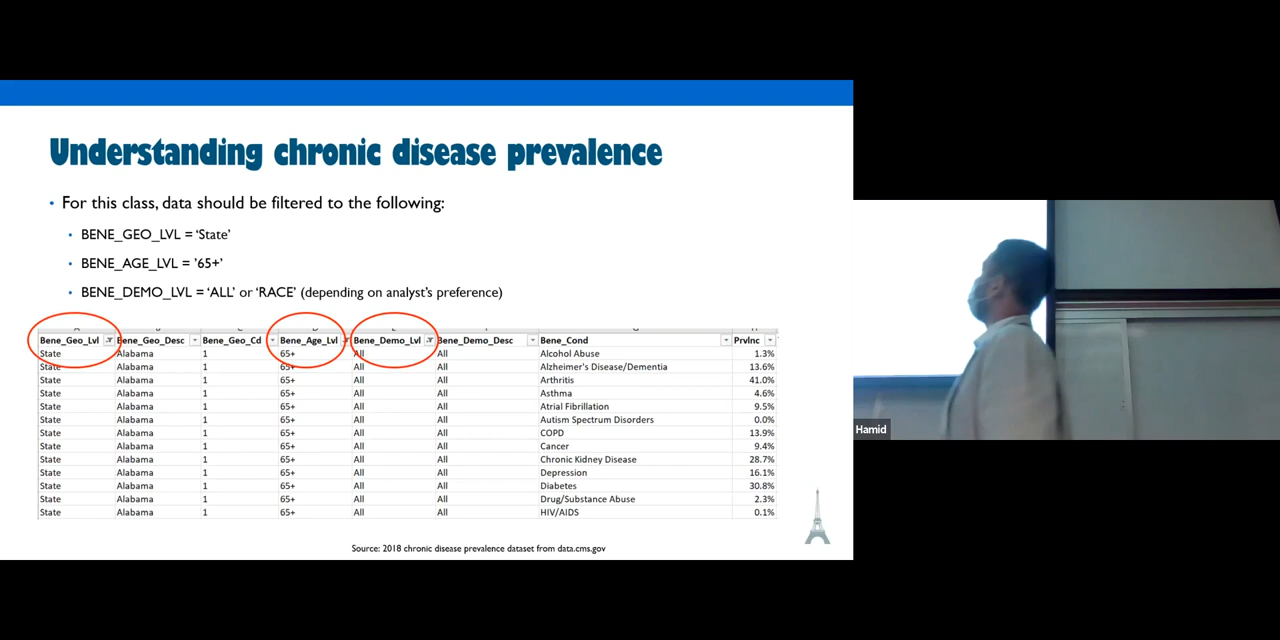 Understanding chronic disease prevalence
• For this class, data should be filtered to the following:
• BENE_GEO_LVL = ‘State’
• BENE_AGE_LVL = ’65+’
• BENE_DEMO_LVL = ‘ALL’ or ‘RACE’ (depending on analyst’s preference)
Bene_Geo_Lvl Bene_Geo_Desc Bene_Geo_Cd Bene_Age_Lvl Bene_Demo_Lvl Bene_Demo_Desc Bene_Cond Prvlnc
State Alabama 1 65+ All All Alcohol Abuse 1.3%
State Alabama 1 65+ All All Alzheimer's Disease/Dementia 13.6%
State Alabama 1 65+ All All Arthritis 41.0%
State Alabama 1 65+ All All Asthma 4.6%
State Alabama 1 65+ All All Atrial Fibrillation 9.5%
State Alabama 1 65+ All All Autism Spectrum Disorders 0.0%
State Alabama 1 65+ All All COPD 13.9%
State Alabama 1 65+ All All Cancer 9.4%
State Alabama 1 65+ All All Chronic Kidney Disease 28.7%
State Alabama 1 65+ All All Depression 16.1%
State Alabama 1 65+ All All Diabetes 30.8%
State Alabama 1 65+ All All Drug/Substance Abuse 2.3%
State Alabama 1 65+ All All HIV/AIDS 0.1%
Source: 2018 chronic disease prevalence dataset from data.cms.gov
Hamid